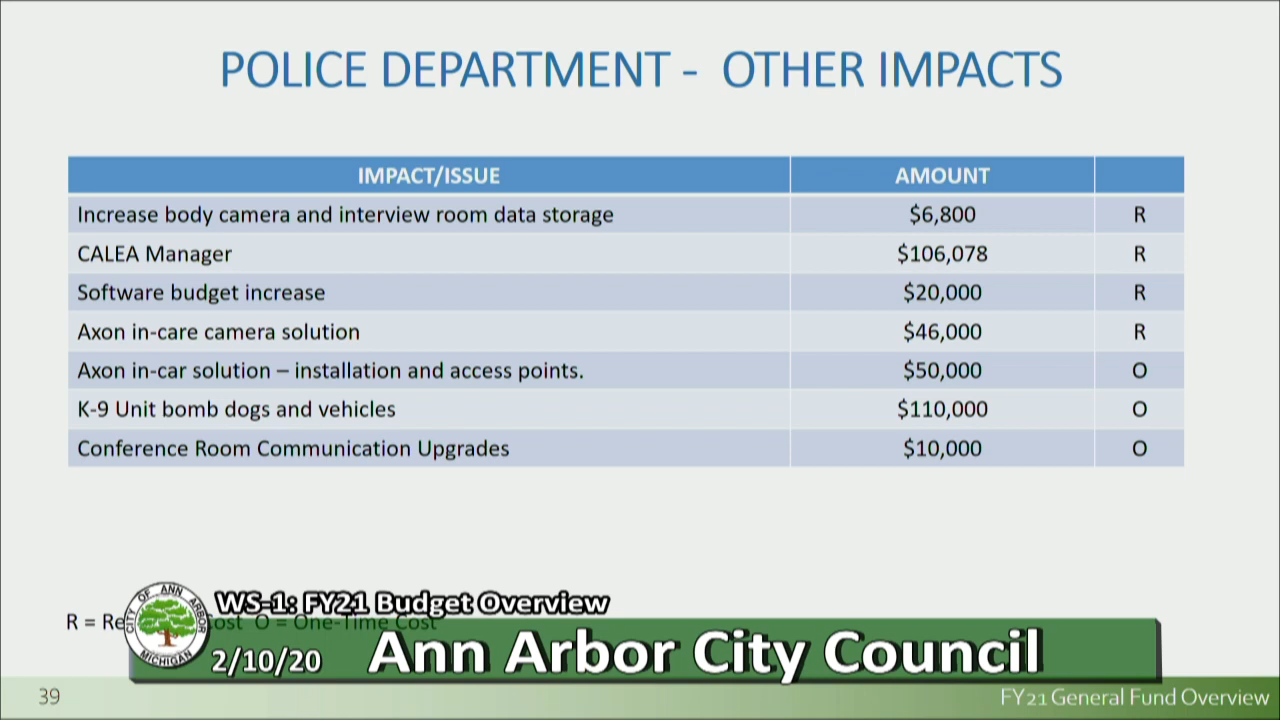 POLICE DEPARTMENT - OTHER IMPACTS
IMPACT/ISSUE AMOUNT
Increase body camera and interview room data storage $6,800 R
CALEA Manager $106,078 R
Software budget increase $20,000 R
Axon in-care camera solution $46,000 R
Axon in-car solution – installation and access points. $50,000 O
K-9 Unit bomb dogs and vehicles $110,000 O
Conference Room Communication Upgrades $10,000 O
CITY OF ANN ARBOR
MICHIGAN
WS-1: FY21 Budget Overview
R = Cost O = One-Time Cost
2/10/20 Ann Arbor City Council
39 FY21 General Fund Overview